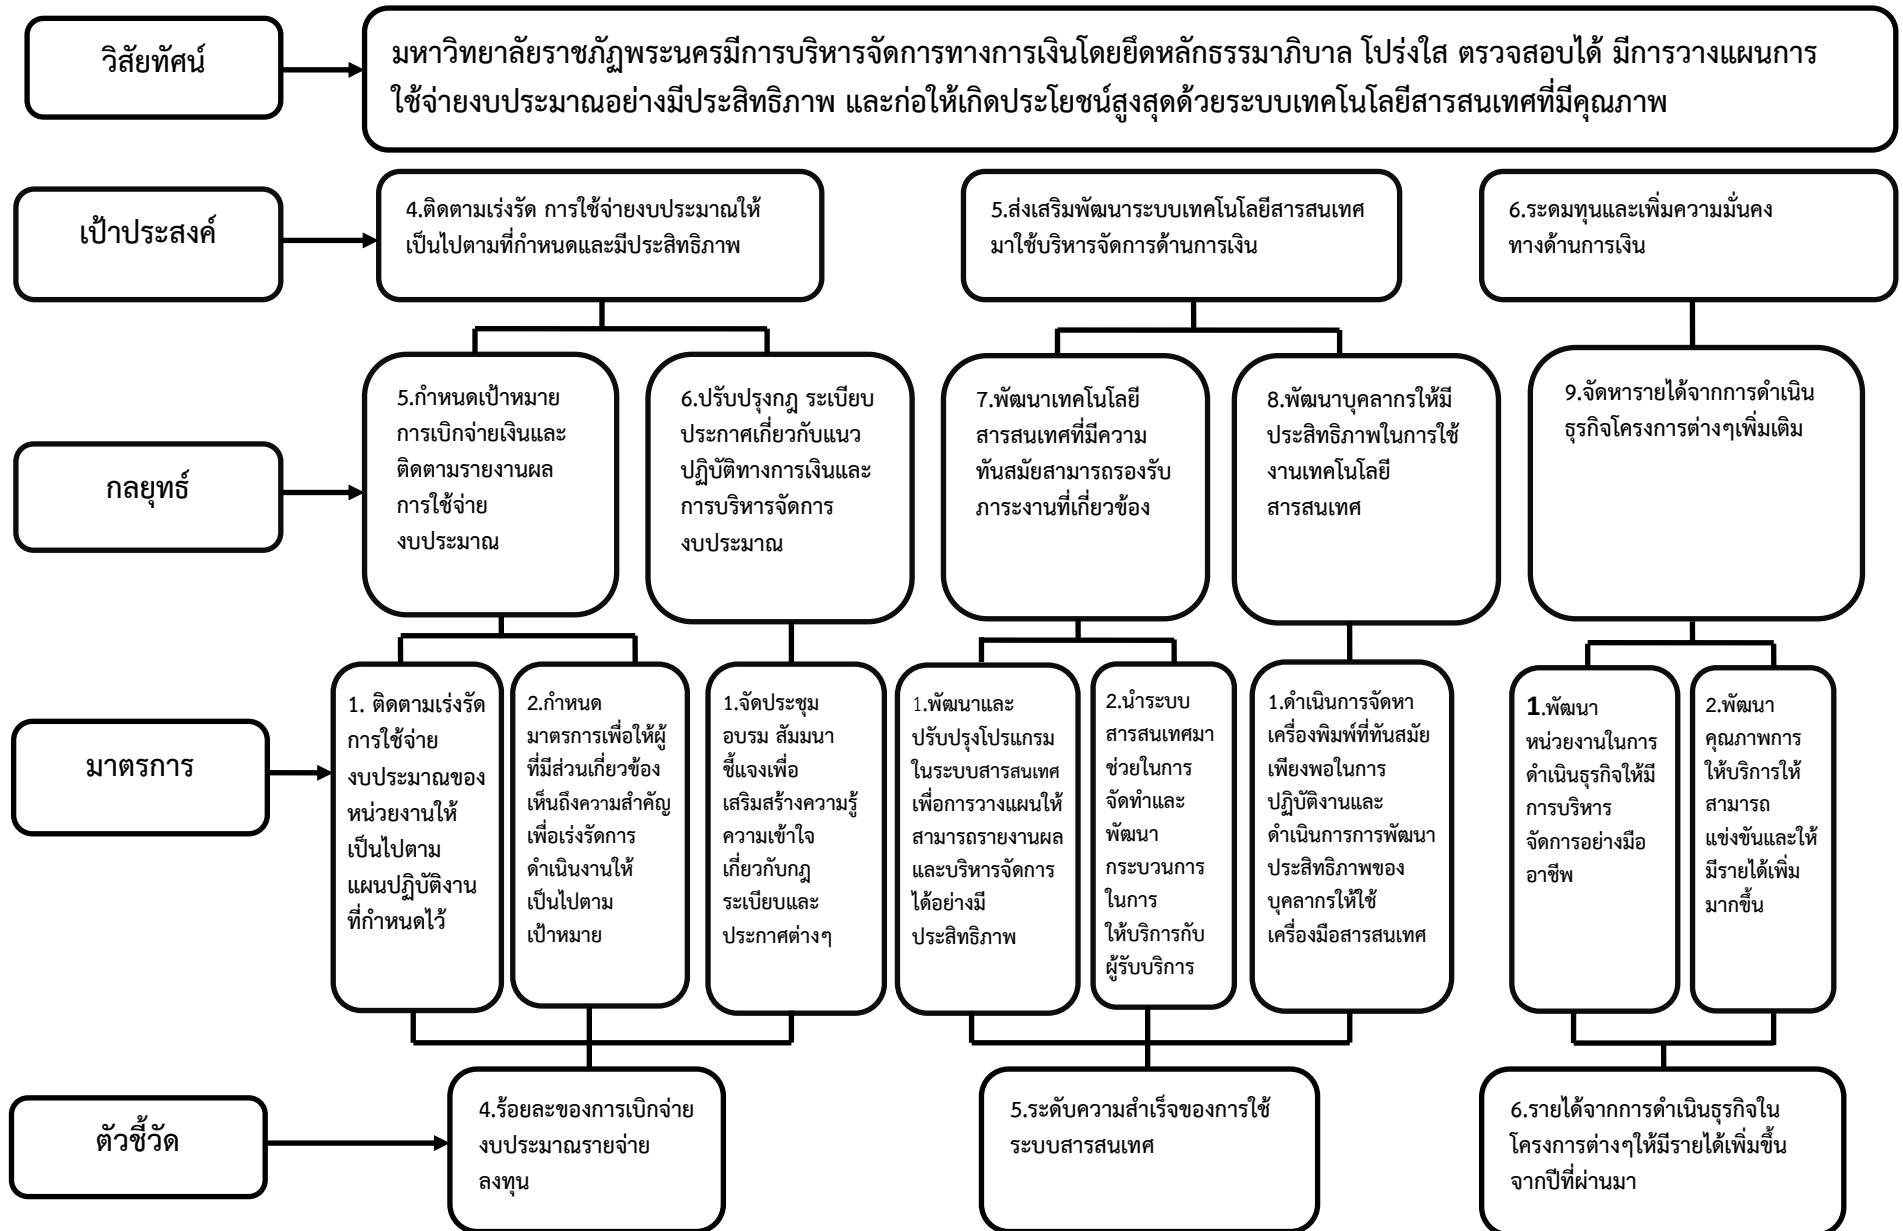 วิสัยทัศน์
มหาวิทยาลัยราชภัฏพระนครมีการบริหารจัดการทางการเงินโดยยึดหลักธรรมาภิบาล โปร่งใส ตรวจสอบได้ มีการวางแผนการ
ใช้จ่ายงบประมาณอย่างมีประสิทธิภาพ และก่อให้เกิดประโยชน์สูงสุดด้วยระบบเทคโนโลยีสารสนเทศที่มีคุณภาพ
เป้าประสงค์
4.ติดตามเร่งรัด การใช้จ่ายงบประมาณให้
เป็นไปตามที่กำหนดและมีประสิทธิภาพ
5.ส่งเสริมพัฒนาระบบเทคโนโลยีสารสนเทศ
มาใช้บริหารจัดการด้านการเงิน
6.ระดมทุนและเพิ่มความมั่นคง
ทางด้านการเงิน
กลยุทธ์
5.กำหนดเป้าหมาย
การเบิกจ่ายเงินและ
ติดตามรายงานผล
การใช้จ่าย
งบประมาณ
6.ปรับปรุงกฎ ระเบียบ
ประกาศเกี่ยวกับแนว
ปฏิบัติทางการเงินและ
การบริหารจัดการ
งบประมาณ
7.พัฒนาเทคโนโลยี
สารสนเทศที่มีความ
ทันสมัยสามารถรองรับ
ภาระงานที่เกี่ยวข้อง
8.พัฒนาบุคลากรให้มี
ประสิทธิภาพในการใช้
งานเทคโนโลยี
สารสนเทศ
9.จัดหารายได้จากการดำเนิน
ธุรกิจโครงการต่างๆเพิ่มเติม
มาตรการ
1. ติดตามเร่งรัด
การใช้จ่าย
งบประมาณของ
หน่วยงานให้
เป็นไปตาม
แผนปฏิบัติงาน
ที่กำหนดไว้
2.กำหนด
มาตรการเพื่อให้ผู้
ที่มีส่วนเกี่ยวข้อง
เห็นถึงความสำคัญ
เพื่อเร่งรัดการ
ดำเนินงานให้
เป็นไปตาม
เป้าหมาย
1.จัดประชุม
อบรม สัมมนา
ชี้แจงเพื่อ
เสริมสร้างความรู้
ความเข้าใจ
เกี่ยวกับกฎ
ระเบียบและ
ประกาศต่างๆ
1.พัฒนาและ
ปรับปรุงโปรแกรม
ในระบบสารสนเทศ
เพื่อการวางแผนให้
สามารถรายงานผล
และบริหารจัดการ
ได้อย่างมี
ประสิทธิภาพ
2.นำระบบ
สารสนเทศมา
ช่วยในการ
จัดทำและ
พัฒนา
กระบวนการ
ในการ
ให้บริการกับ
ผู้รับบริการ
1.ดำเนินการจัดหา
เครื่องพิมพ์ที่ทันสมัย
เพียงพอในการ
ปฏิบัติงานและ
ดำเนินการการพัฒนา
ประสิทธิภาพของ
บุคลากรให้ใช้
เครื่องมือสารสนเทศ
1.พัฒนา
หน่วยงานในการ
ดำเนินธุรกิจให้มี
การบริหาร
จัดการอย่างมือ
อาชีพ
2.พัฒนา
คุณภาพการ
ให้บริการให้
สามารถ
แข่งขันและให้
มีรายได้เพิ่ม
มากขึ้น
ตัวชี้วัด
4.ร้อยละของการเบิกจ่าย
งบประมาณรายจ่าย
ลงทุน
5.ระดับความสำเร็จของการใช้
ระบบสารสนเทศ
6.รายได้จากการดำเนินธุรกิจใน
โครงการต่างๆให้มีรายได้เพิ่มขึ้น
จากปีที่ผ่านมา